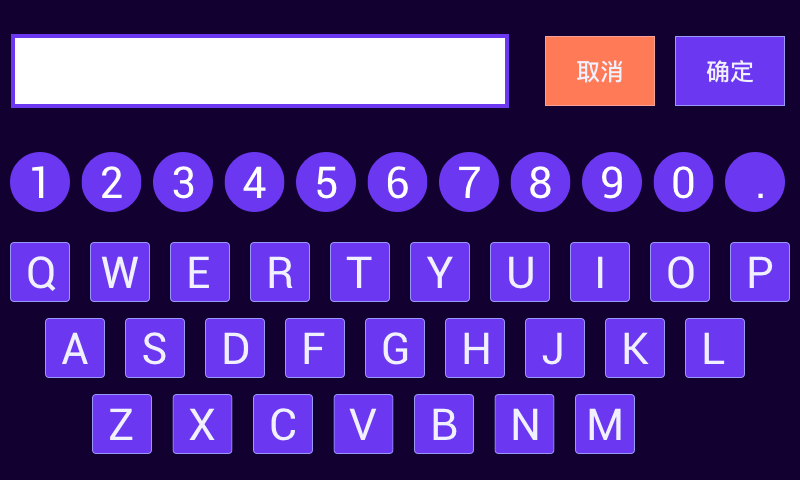 取消 确定
1 2 3 4 5 6 7 8 9 0 .
Q W E R T Y U I O P
A S D F G H J K L
Z X C V B N M